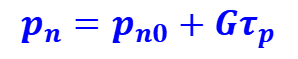 pₙ = pₙ₀ + Gτₚ